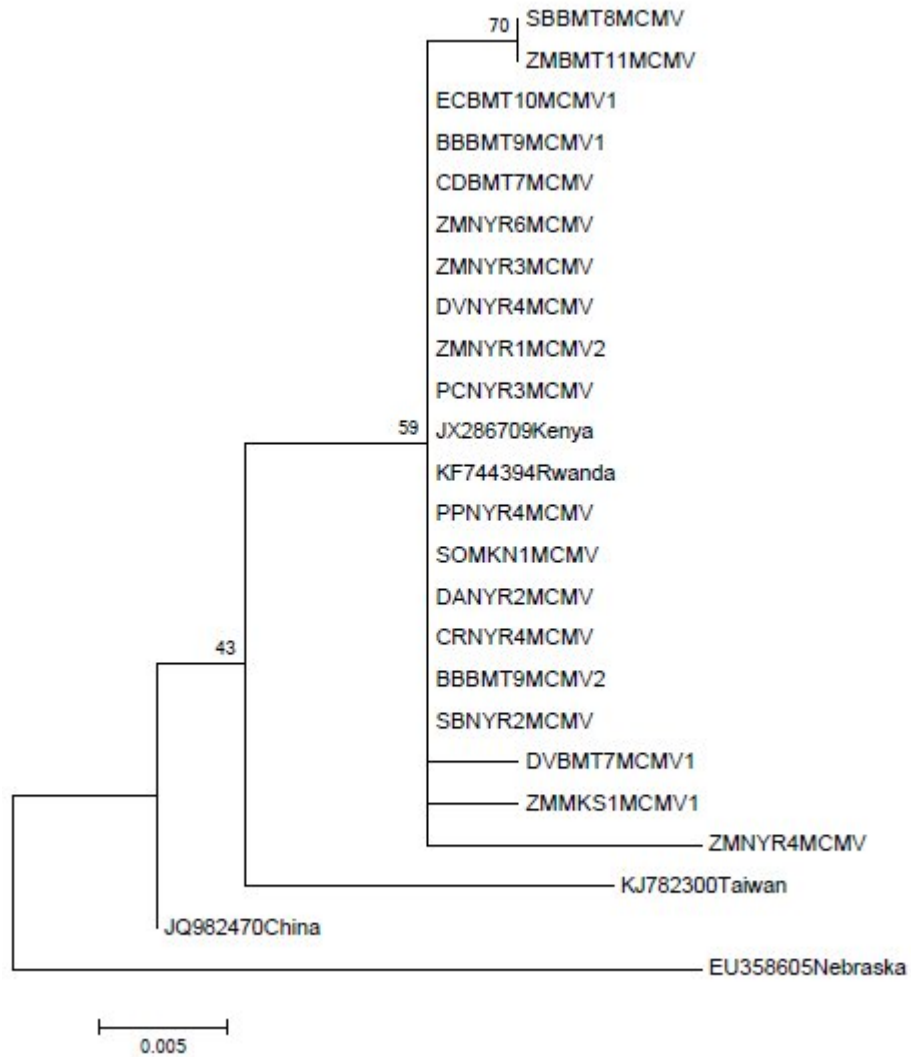 70
SBBMT8MCMV
ZMBMT11MCMV
ECBMT10MCMV1
BBBMT9MCMV1
CDBMT7MCMV
ZMNYR6MCMV
ZMNYR3MCMV
DVNYR4MCMV
ZMNYR1MCMV2
PCNYR3MCMV
59
JX286709Kenya
KF744394Rwanda
PPNYR4MCMV
SOMKN1MCMV
DANYR2MCMV
CRNYR4MCMV
43
BBBMT9MCMV2
SBNYR2MCMV
DVBMT7MCMV1
ZMMKS1MCMV1
ZMNYR4MCMV
KJ782300Taiwan
JQ982470China
EU358605Nebraska
0.005